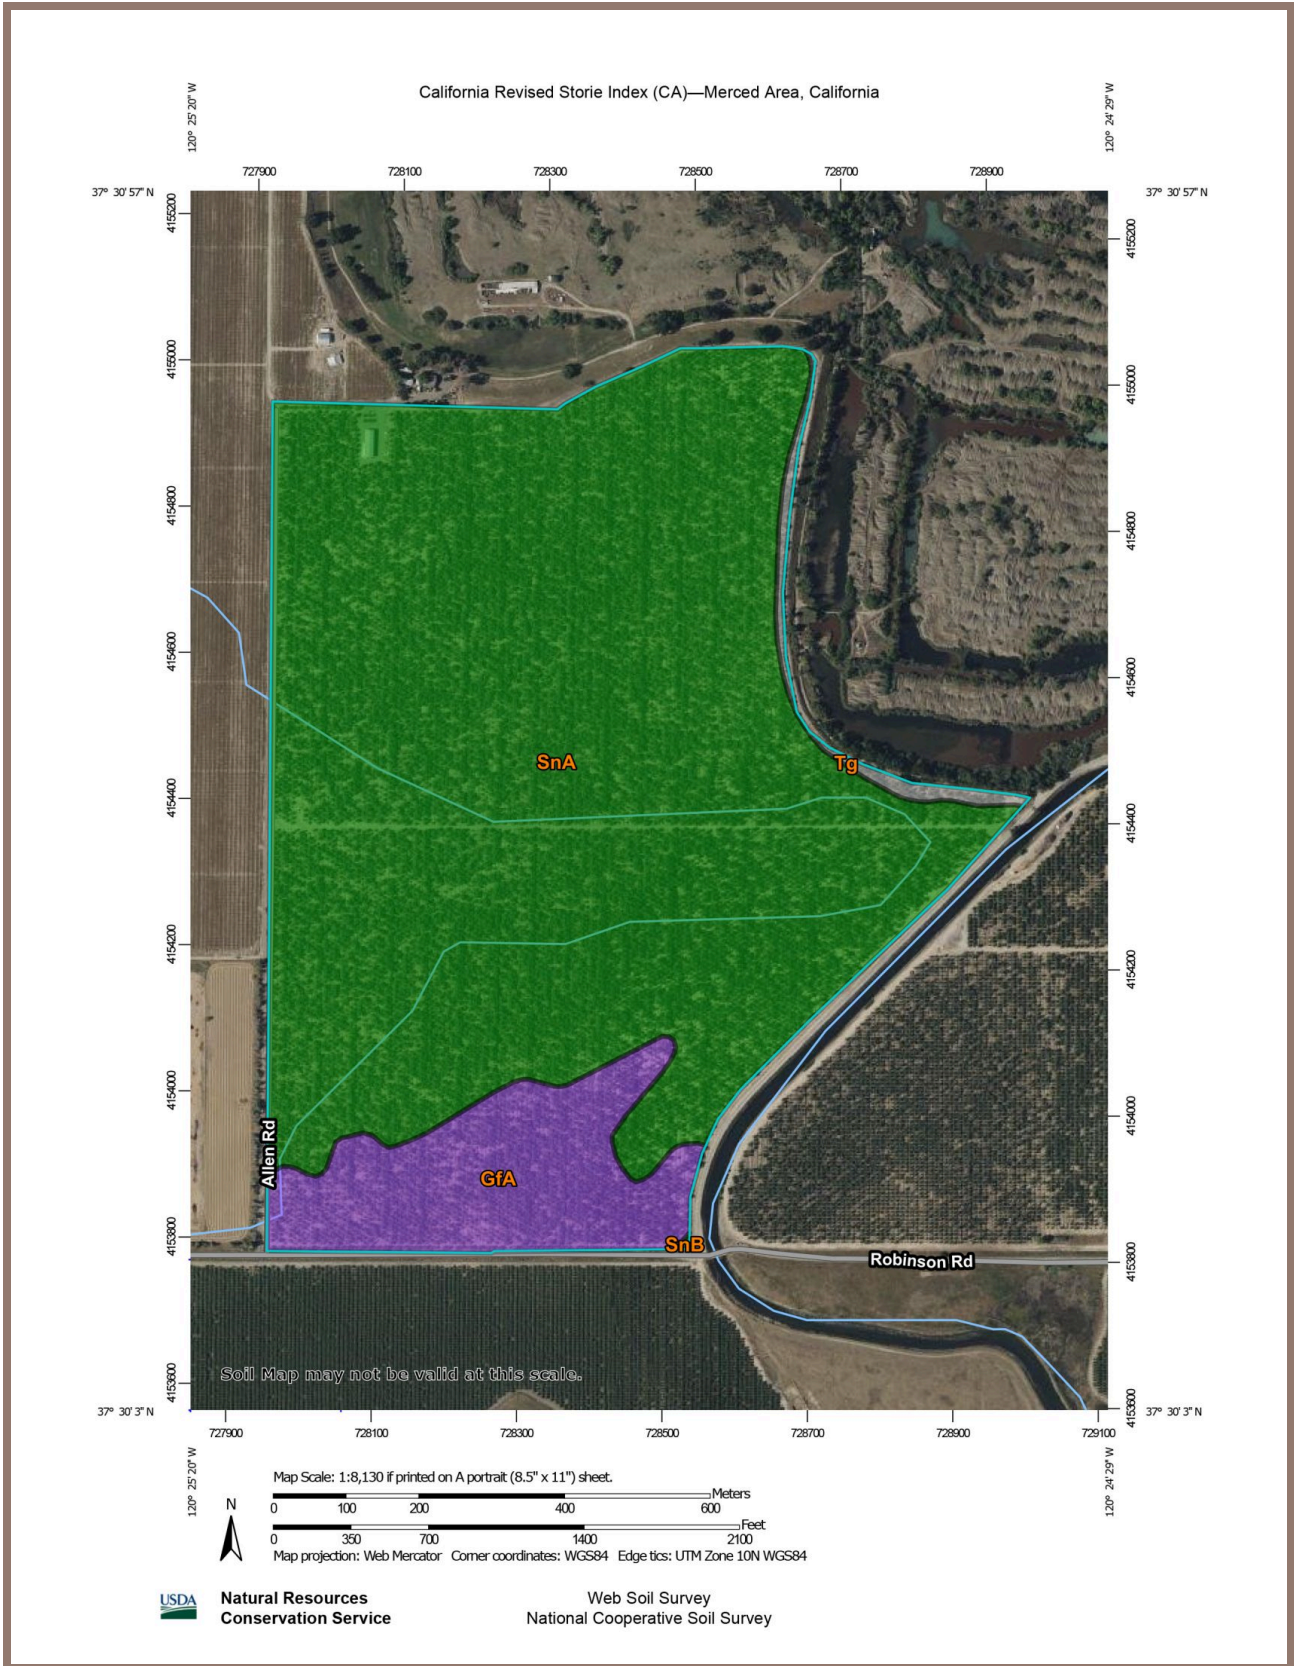 California Revised Storie Index (CA)—Merced Area, California
120° 25' 20" W
120° 24' 29" W
727900
728100
728300
728500
728700
728900
37° 30' 57" N
37° 30' 57" N
4155200
4155000
4154800
4154600
4154400
4154200
4154000
4153800
4153600
4155200
4155000
4154800
4154600
4154400
4154200
4154000
4153800
4153600
SnA
Tg
Allen Rd
GfA
SnB
Robinson Rd
Soil Map may not be valid at this scale.
37° 30' 3" N
37° 30' 3" N
727900
728100
728300
728500
728700
728900
729100
120° 25' 20" W
120° 24' 29" W
Map Scale: 1:8,130 if printed on A portrait (8.5" x 11") sheet.
N
Meters
0 100 200 400 600
Feet
0 350 700 1400 2100
Map projection: Web Mercator Corner coordinates: WGS84 Edge tics: UTM Zone 10N WGS84
USDA
Natural Resources
Conservation Service
Web Soil Survey
National Cooperative Soil Survey